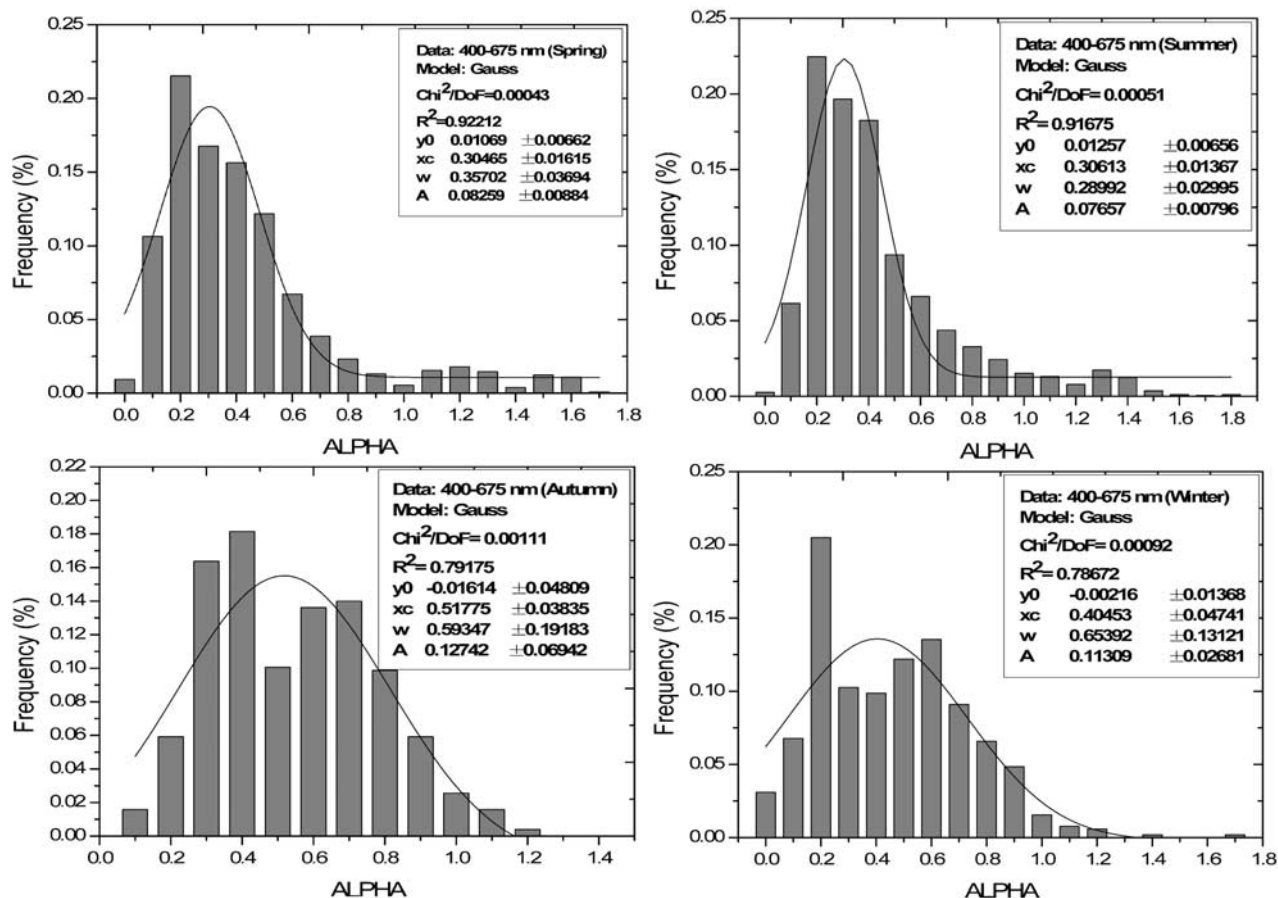 0.25
0.20
0.15
0.10
0.05
0.00
Frequency (%)
Data: 400-675 nm (Spring)
Model: Gauss
Chi^2/DoF=0.00043
R^2=0.92212
y0 0.01069 ±0.00662
xc 0.30465 ±0.01615
w 0.35702 ±0.03694
A 0.08259 ±0.00884
0.0 0.2 0.4 0.6 0.8 1.0 1.2 1.4 1.6 1.8
ALPHA
0.25
0.20
0.15
0.10
0.05
0.00
Frequency (%)
Data: 400-675 nm (Summer)
Model: Gauss
Chi^2/DoF= 0.00051
R^2= 0.91675
y0 0.01257 ±0.00656
xc 0.30613 ±0.01367
w 0.28992 ±0.02995
A 0.07657 ±0.00796
0.0 0.2 0.4 0.6 0.8 1.0 1.2 1.4 1.6 1.8
ALPHA
0.22
0.20
0.18
0.16
0.14
0.12
0.10
0.08
0.06
0.04
0.02
0.00
Frequency (%)
Data: 400-675 nm (Autumn)
Model: Gauss
Chi^2/DoF= 0.00111
R^2= 0.79175
y0 -0.01614 ±0.04809
xc 0.51775 ±0.03835
w 0.59347 ±0.19183
A 0.12742 ±0.06942
0.0 0.2 0.4 0.6 0.8 1.0 1.2 1.4
ALPHA
0.25
0.20
0.15
0.10
0.05
0.00
Frequency (%)
Data: 400-675 nm (Winter)
Model: Gauss
Chi^2/DoF= 0.00092
R^2= 0.78672
y0 -0.00216 ±0.01368
xc 0.40453 ±0.04741
w 0.65392 ±0.13121
A 0.11309 ±0.02681
0.0 0.2 0.4 0.6 0.8 1.0 1.2 1.4 1.6 1.8
ALPHA